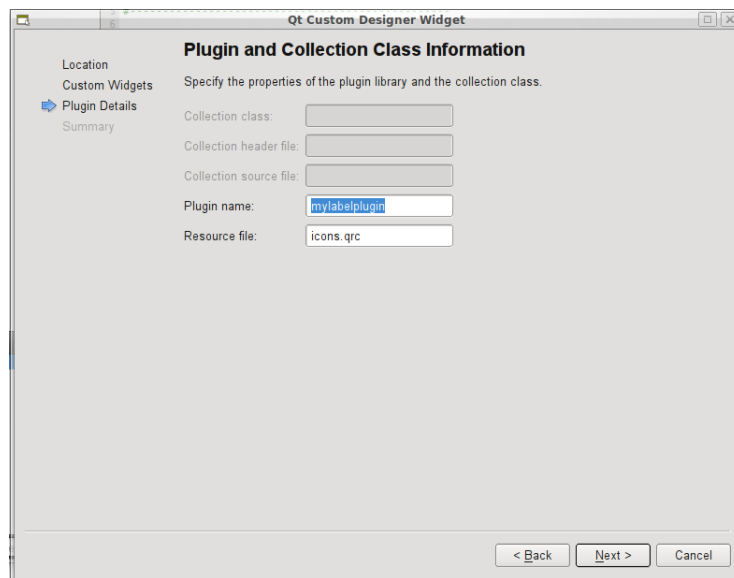 Qt Custom Designer Widget
6
Location
Custom Widgets
Plugin Details
Summary
Plugin and Collection Class Information
Specify the properties of the plugin library and the collection class.
Collection class:
Collection header file:
Collection source file:
Plugin name: mylabelplugin
Resource file: icons.qrc
< Back Next > Cancel